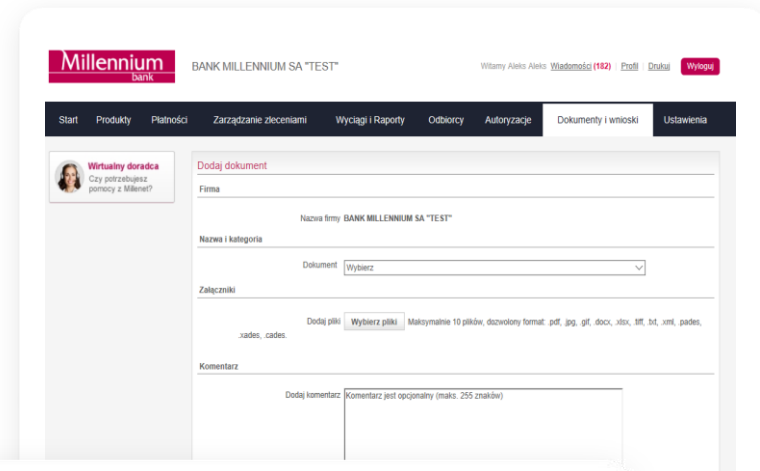 Millennium
bank
BANK MILLENNIUM SA "TEST"
Witamy Aleks Aleks Wiadomości (182) | Profil | Drukuj Wyloguj
Start Produkty Płatności Zarządzanie zleceniami Wyciągi i Raporty Odbiorcy Autoryzacje Dokumenty i wnioski Ustawienia
Wirtualny doradca
Czy potrzebujesz
pomocy z Millenet?
Dodaj dokument
Firma
Nazwa firmy BANK MILLENNIUM SA "TEST"
Nazwa i kategoria
Dokument Wybierz
Załączniki
Dodaj pliki Wybierz pliki Maksymalnie 10 plików, dozwolony format: .pdf, .jpg, .gif, .docx, .xlsx, .tiff, .txt, .xml, .pades,
.xades, .cades.
Komentarz
Dodaj komentarz Komentarz jest opcjonalny (maks. 255 znaków)